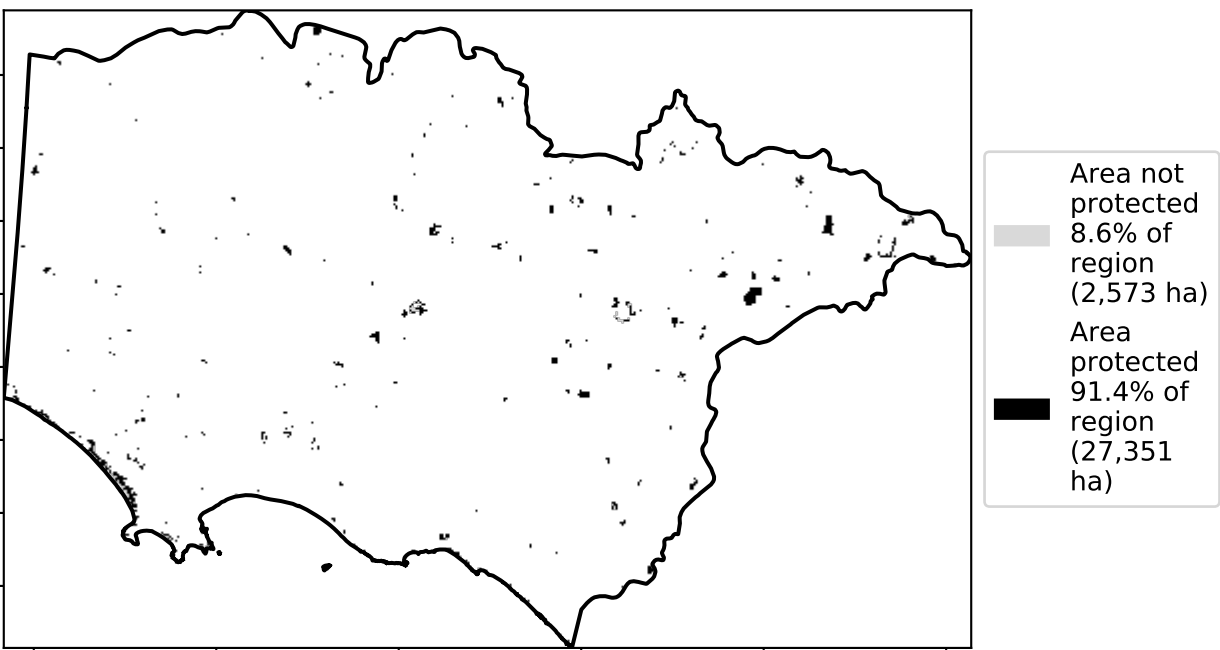 Area not
protected
8.6% of
region
(2,573 ha)
Area
protected
91.4% of
region
(27,351
ha)